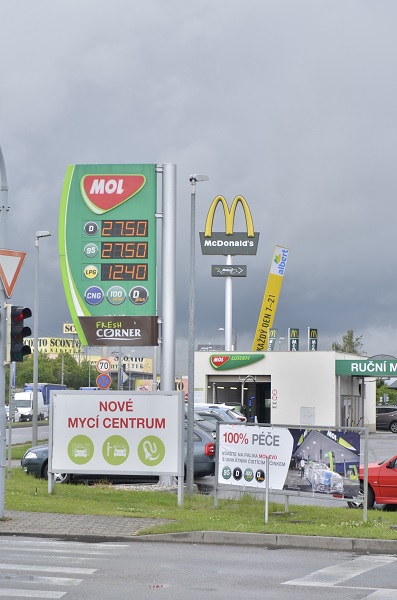 MOL
D 27.50
95 27.50
LPG 12.40
CNG 100 D
FRESH
CORNER
McDonald's
albert
KAŽDÝ DEN 7-21
70
MOL
RUČNÍ M
NOVÉ
MYCÍ CENTRUM
100% PÉČE